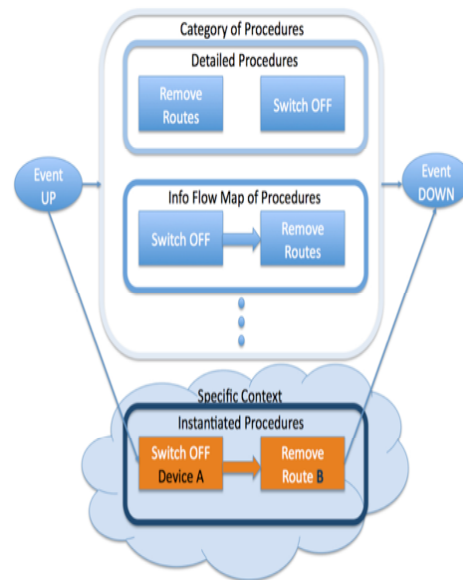 Category of Procedures
Detailed Procedures
Remove
Routes
Switch OFF
Event
UP
Event
DOWN
Info Flow Map of Procedures
Switch OFF
Remove
Routes
Specific Context
Instantiated Procedures
Switch OFF
Device A
Remove
Route B